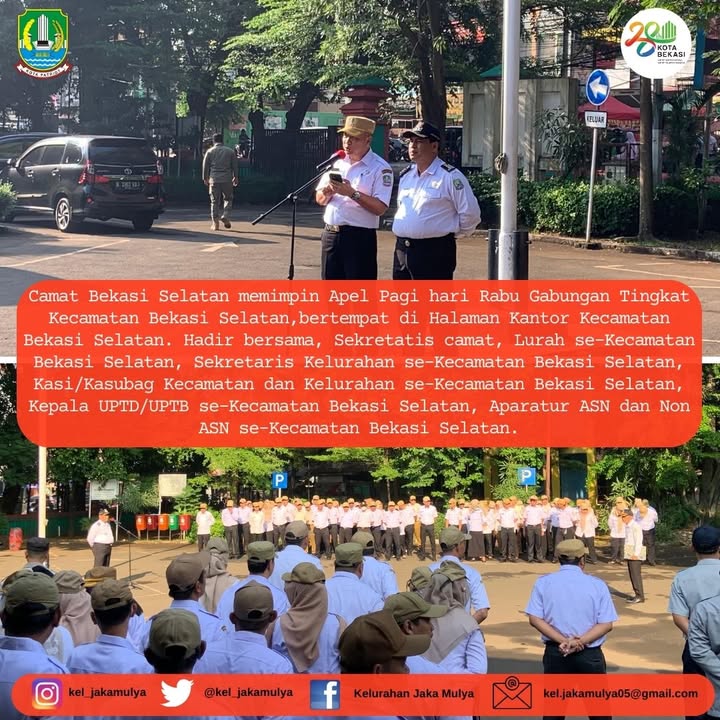 KOTA PATRIOT
28
KOTA
BEKASI
KELUAR
Camat Bekasi Selatan memimpin Apel Pagi hari Rabu Gabungan Tingkat
Kecamatan Bekasi Selatan,bertempat di Halaman Kantor Kecamatan
Bekasi Selatan. Hadir bersama, Sekretatis camat, Lurah se-Kecamatan
Bekasi Selatan, Sekretaris Kelurahan se-Kecamatan Bekasi Selatan,
Kasi/Kasubag Kecamatan dan Kelurahan se-Kecamatan Bekasi Selatan,
Kepala UPTD/UPTB se-Kecamatan Bekasi Selatan, Aparatur ASN dan Non
ASN se-Kecamatan Bekasi Selatan.
P
P
kel_jakamulya
@kel_jakamulya
Kelurahan Jaka Mulya
kel.jakamulya05@gmail.com